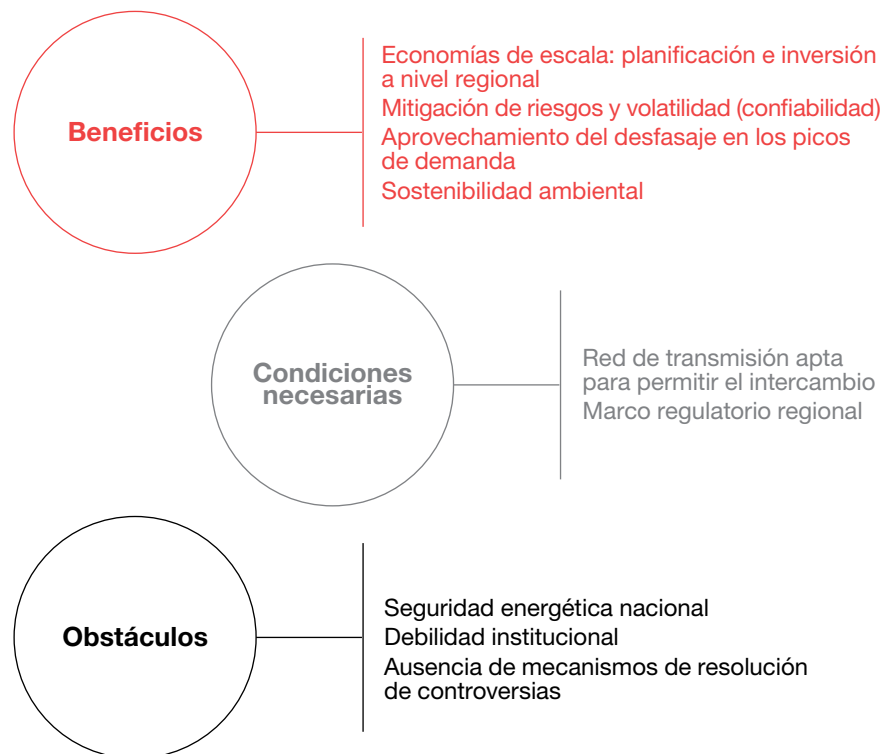 Beneficios
Economías de escala: planificación e inversión
a nivel regional
Mitigación de riesgos y volatilidad (confiabilidad)
Aprovechamiento del desfasaje en los picos
de demanda
Sostenibilidad ambiental
Condiciones
necesarias
Red de transmisión apta
para permitir el intercambio
Marco regulatorio regional
Obstáculos
Seguridad energética nacional
Debilidad institucional
Ausencia de mecanismos de resolución
de controversias